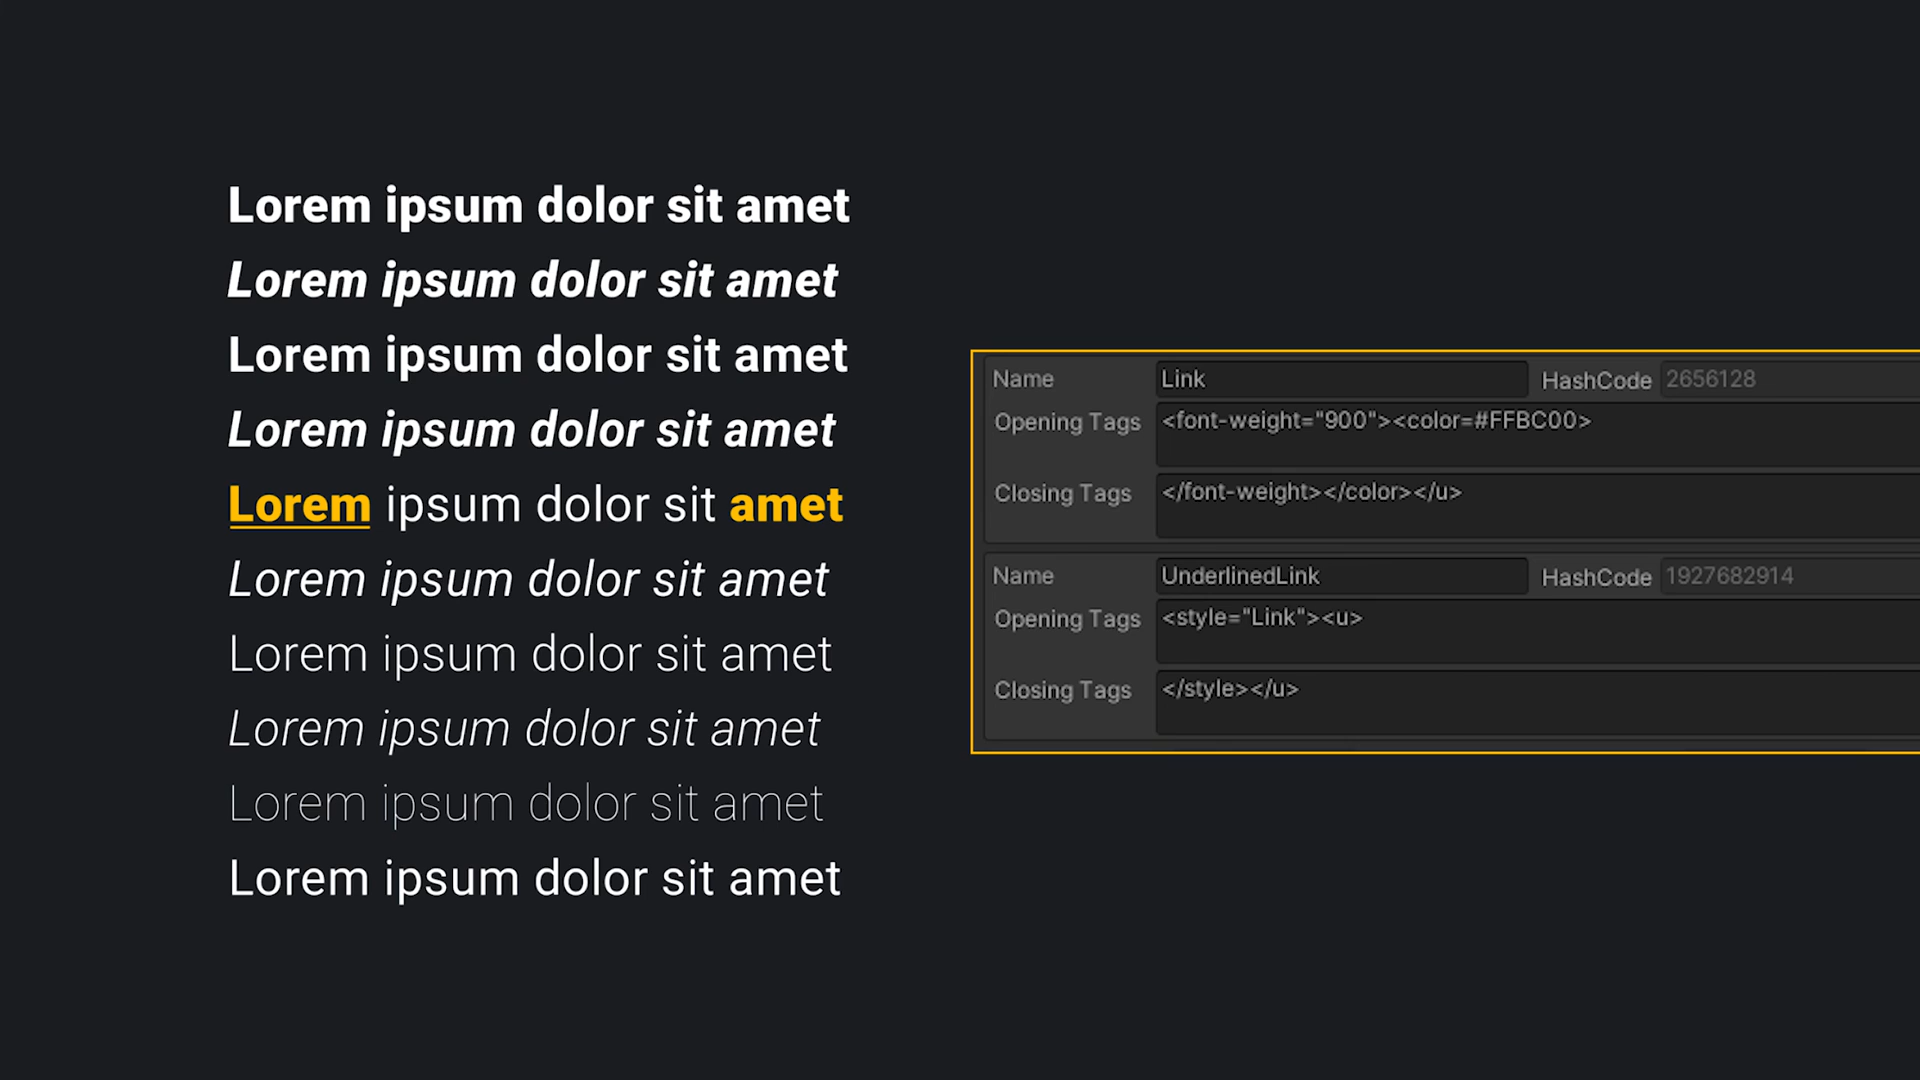 Lorem ipsum dolor sit amet
Lorem ipsum dolor sit amet
Lorem ipsum dolor sit amet
Lorem ipsum dolor sit amet
Lorem ipsum dolor sit amet
Lorem ipsum dolor sit amet
Lorem ipsum dolor sit amet
Lorem ipsum dolor sit amet
Lorem ipsum dolor sit amet
Lorem ipsum dolor sit amet
Name Link HashCode 2656128
Opening Tags <font-weight="900"><color=#FFBC00>
Closing Tags </font-weight></color></u>
Name UnderlinedLink HashCode 1927682914
Opening Tags <style="Link"><u>
Closing Tags </style></u>